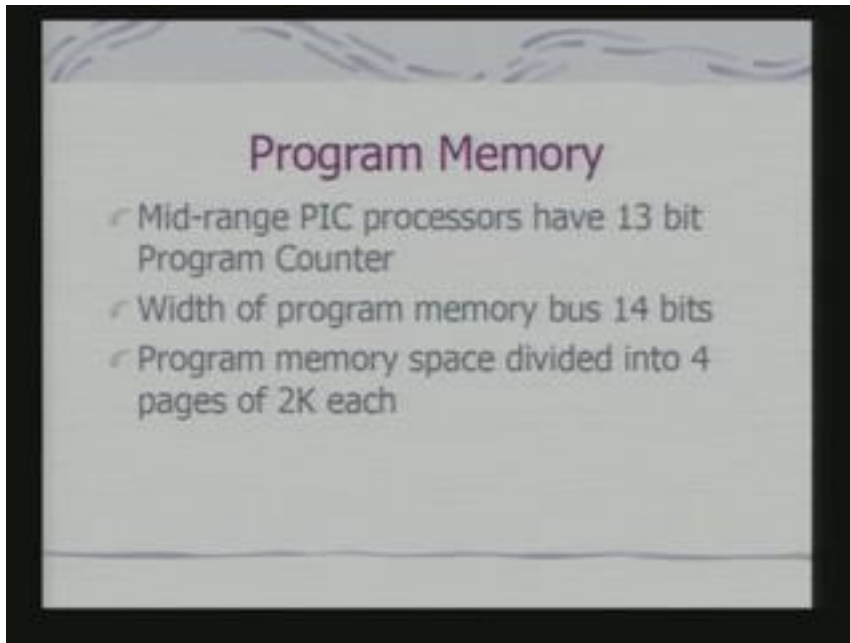 Program Memory
Mid-range PIC processors have 13 bit
Program Counter
Width of program memory bus 14 bits
Program memory space divided into 4
pages of 2K each